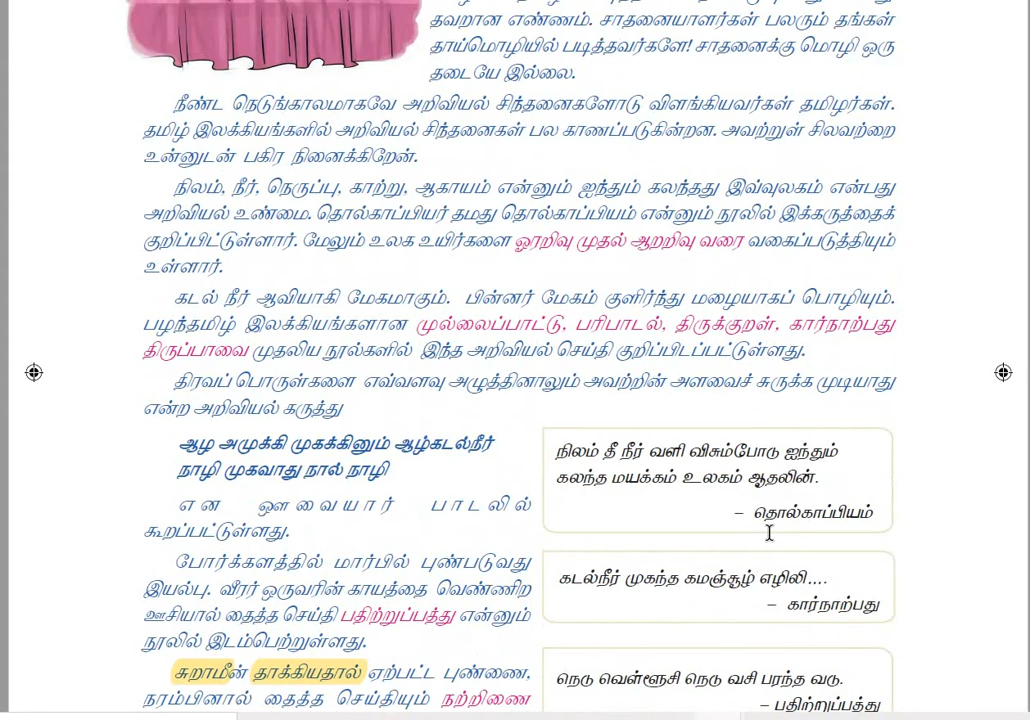 தவறான எண்ணம். சாதனையாளர்கள் பலரும் தங்கள்
தாய்மொழியில் படித்தவர்களே! சாதனைக்கு மொழி ஒரு
தடையே இல்லை.
நீண்ட நெடுங்காலமாகவே அறிவியல் சிந்தனைகளோடு விளங்கியவர்கள் தமிழர்கள்.
தமிழ் இலக்கியங்களில் அறிவியல் சிந்தனைகள் பல காணப்படுகின்றன. அவற்றுள் சிலவற்றை
உன்னுடன் பகிர நினைக்கிறேன்.
நிலம், நீர், நெருப்பு, காற்று, ஆகாயம் என்னும் ஐந்தும் கலந்தது இவ்வுலகம் என்பது
அறிவியல் உண்மை. தொல்காப்பியர் தமது தொல்காப்பியம் என்னும் நூலில் இக்கருத்தைக்
குறிப்பிட்டுள்ளார். மேலும் உலக உயிர்களை ஓரறிவு முதல் ஆறறிவு வரை வகைப்படுத்தியும்
உள்ளார்.
கடல் நீர் ஆவியாகி மேகமாகும். பின்னர் மேகம் குளிர்ந்து மழையாகப் பொழியும்.
பழந்தமிழ் இலக்கியங்களான முல்லைப்பாட்டு, பரிபாடல், திருக்குறள், கார்நாற்பது
திருப்பாவை முதலிய நூல்களில் இந்த அறிவியல் செய்தி குறிப்பிடப்பட்டுள்ளது.
திரவப் பொருள்களை எவ்வளவு அழுத்தினாலும் அவற்றின் அளவைச் சுருக்க முடியாது
என்ற அறிவியல் கருத்து
ஆழ அமுக்கி முகக்கினும் ஆழ்கடல்நீர்
நாழி முகவாது நால் நாழி
என ஔவையார் பாடலில்
கூறப்பட்டுள்ளது.
போர்க்களத்தில் மார்பில் புண்படுவது
இயல்பு. வீரர் ஒருவரின் காயத்தை வெண்ணிற
ஊசியால் தைத்த செய்தி பதிற்றுப்பத்து என்னும்
நூலில் இடம்பெற்றுள்ளது.
சுறாமீன் தாக்கியதால் ஏற்பட்ட புண்ணை,
நரம்பினால் தைத்த செய்தியும் நற்றிணை
நிலம் தீ நீர் வளி விசும்போடு ஐந்தும்
கலந்த மயக்கம் உலகம் ஆதலின்.
– தொல்காப்பியம்
கடல்நீர் முகந்த கமஞ்சூழ் எழிலி....
– கார்நாற்பது
நெடு வெள்ளூசி நெடு வசி பரந்த வடு.
– பதிற்றுப்பத்து